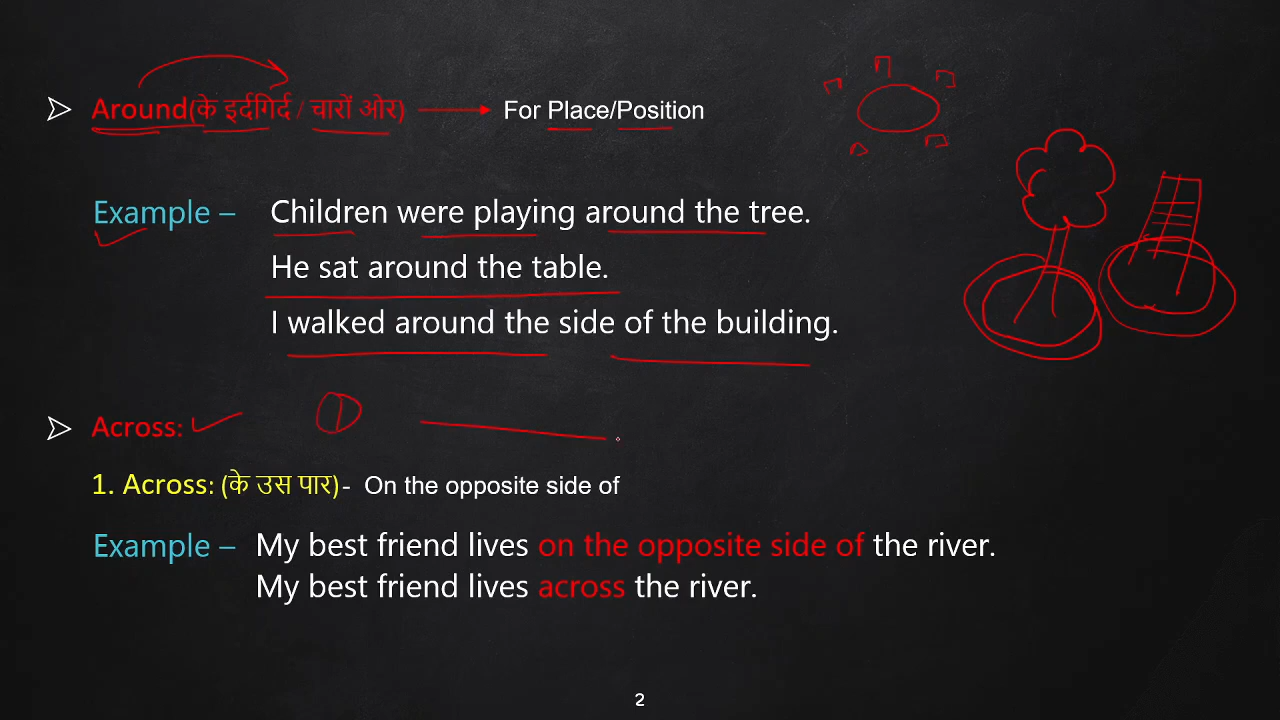 Around(के इर्दगिर्द / चारों ओर) For Place/Position
Example – Children were playing around the tree.
He sat around the table.
I walked around the side of the building.
Across:
1. Across: (के उस पार)- On the opposite side of
Example – My best friend lives on the opposite side of the river.
My best friend lives across the river.
2